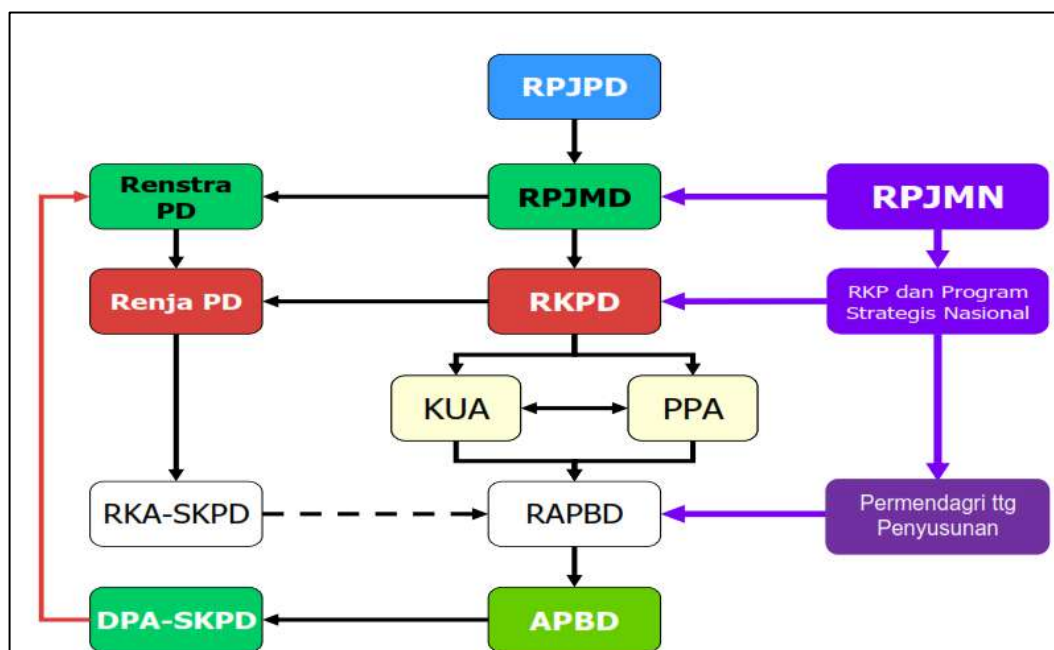 RPJPD
Renstra
PD
RPJMD
RPJMN
Renja PD
RKPD
RKP dan Program
Strategis Nasional
KUA
PPA
RKA-SKPD
RAPBD
Permendagri ttg
Penyusunan
DPA-SKPD
APBD